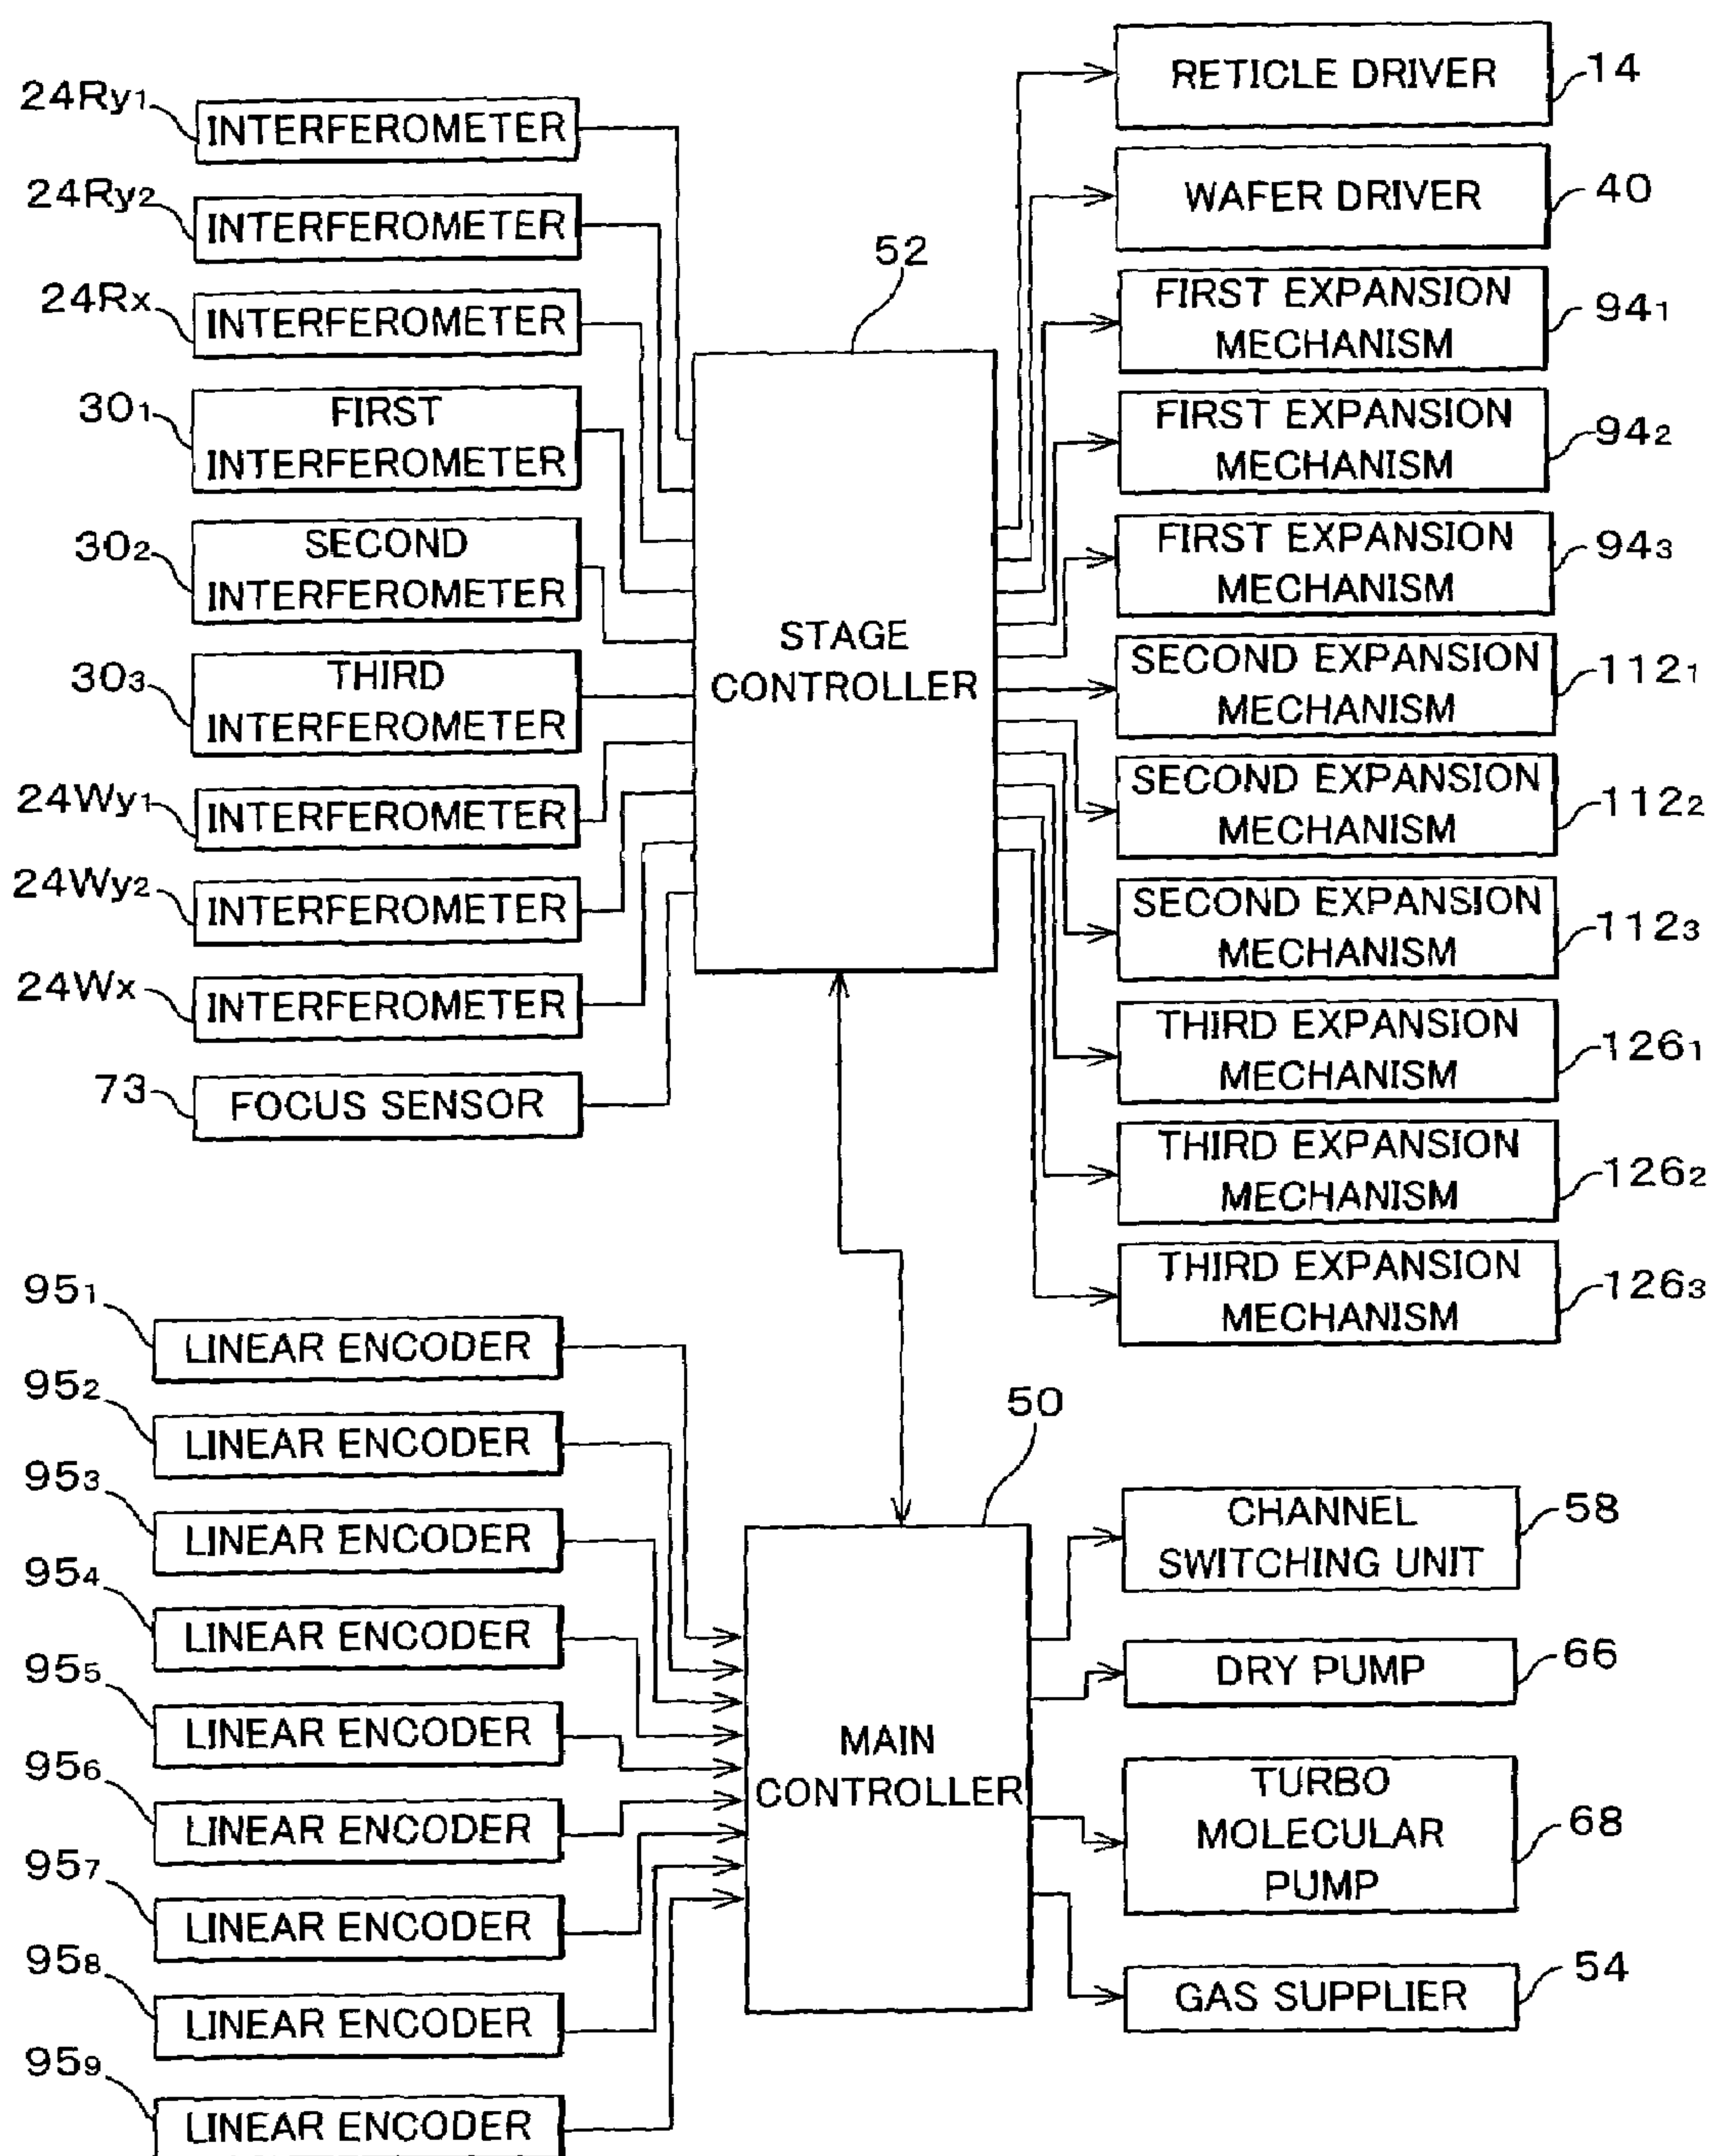 24Ry1
INTERFEROMETER
24Ry2
INTERFEROMETER
24Rx
INTERFEROMETER
301
FIRST
INTERFEROMETER
302
SECOND
INTERFEROMETER
303
THIRD
INTERFEROMETER
24Wy1
INTERFEROMETER
24Wy2
INTERFEROMETER
24Wx
INTERFEROMETER
73
FOCUS SENSOR
52
STAGE
CONTROLLER
RETICLE DRIVER
14
WAFER DRIVER
40
FIRST EXPANSION
MECHANISM
941
FIRST EXPANSION
MECHANISM
942
FIRST EXPANSION
MECHANISM
943
SECOND EXPANSION
MECHANISM
1121
SECOND EXPANSION
MECHANISM
1122
SECOND EXPANSION
MECHANISM
1123
THIRD EXPANSION
MECHANISM
1261
THIRD EXPANSION
MECHANISM
1262
THIRD EXPANSION
MECHANISM
1263
951
LINEAR ENCODER
952
LINEAR ENCODER
953
LINEAR ENCODER
954
LINEAR ENCODER
955
LINEAR ENCODER
956
LINEAR ENCODER
957
LINEAR ENCODER
958
LINEAR ENCODER
959
LINEAR ENCODER
50
MAIN
CONTROLLER
CHANNEL
SWITCHING UNIT
58
DRY PUMP
66
TURBO
MOLECULAR
PUMP
68
GAS SUPPLIER
54